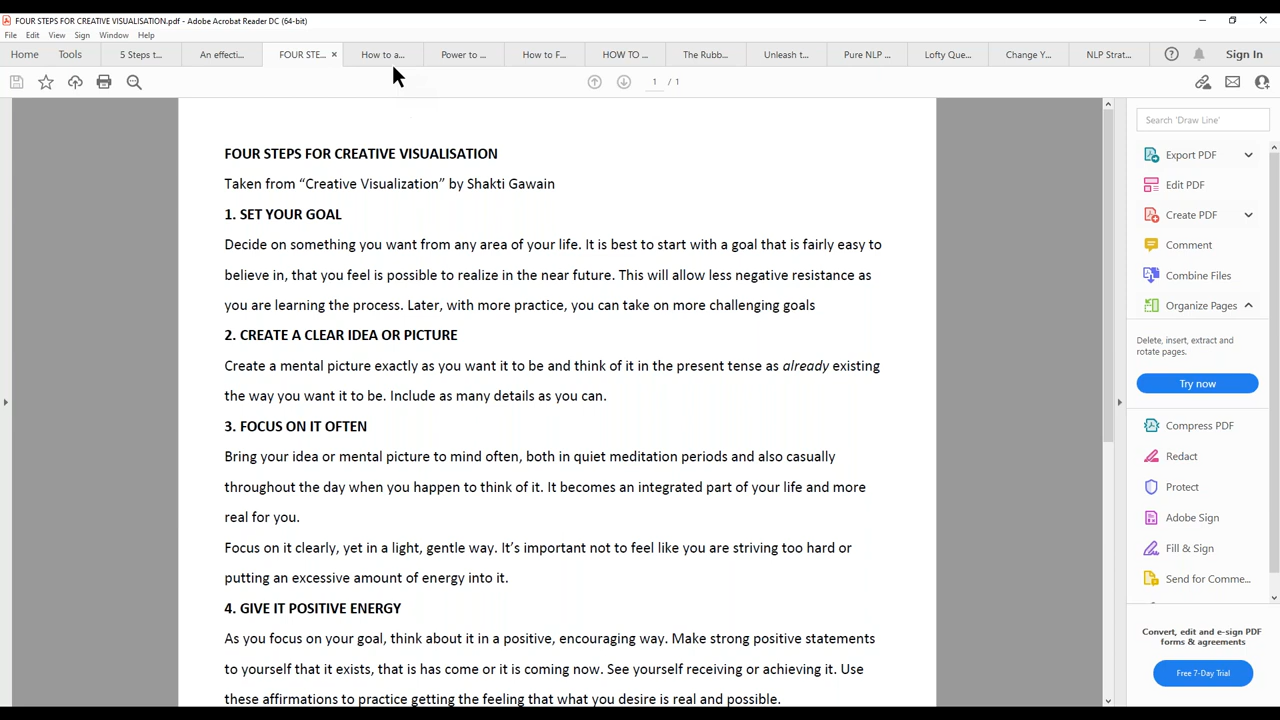 FOUR STEPS FOR CREATIVE VISUALISATION.pdf - Adobe Acrobat Reader DC (64-bit)
File Edit View Sign Window Help
Home Tools 5 Steps t... An effecti... FOUR STE... How to a... Power to ... How to F... HOW TO ... The Rubb... Unleash t... Pure NLP ... Lofty Que... Change Y... NLP Strat... Sign In
1 / 1
FOUR STEPS FOR CREATIVE VISUALISATION
Taken from “Creative Visualization” by Shakti Gawain
1. SET YOUR GOAL
Decide on something you want from any area of your life. It is best to start with a goal that is fairly easy to
believe in, that you feel is possible to realize in the near future. This will allow less negative resistance as
you are learning the process. Later, with more practice, you can take on more challenging goals
2. CREATE A CLEAR IDEA OR PICTURE
Create a mental picture exactly as you want it to be and think of it in the present tense as already existing
the way you want it to be. Include as many details as you can.
3. FOCUS ON IT OFTEN
Bring your idea or mental picture to mind often, both in quiet meditation periods and also casually
throughout the day when you happen to think of it. It becomes an integrated part of your life and more
real for you.
Focus on it clearly, yet in a light, gentle way. It’s important not to feel like you are striving too hard or
putting an excessive amount of energy into it.
4. GIVE IT POSITIVE ENERGY
As you focus on your goal, think about it in a positive, encouraging way. Make strong positive statements
to yourself that it exists, that is has come or it is coming now. See yourself receiving or achieving it. Use
these affirmations to practice getting the feeling that what you desire is real and possible.
Search 'Draw Line'
Export PDF
Edit PDF
Create PDF
Comment
Combine Files
Organize Pages
Delete, insert, extract and
rotate pages.
Try now
Compress PDF
Redact
Protect
Adobe Sign
Fill & Sign
Send for Comme...
Convert, edit and e-sign PDF
forms & agreements
Free 7-Day Trial